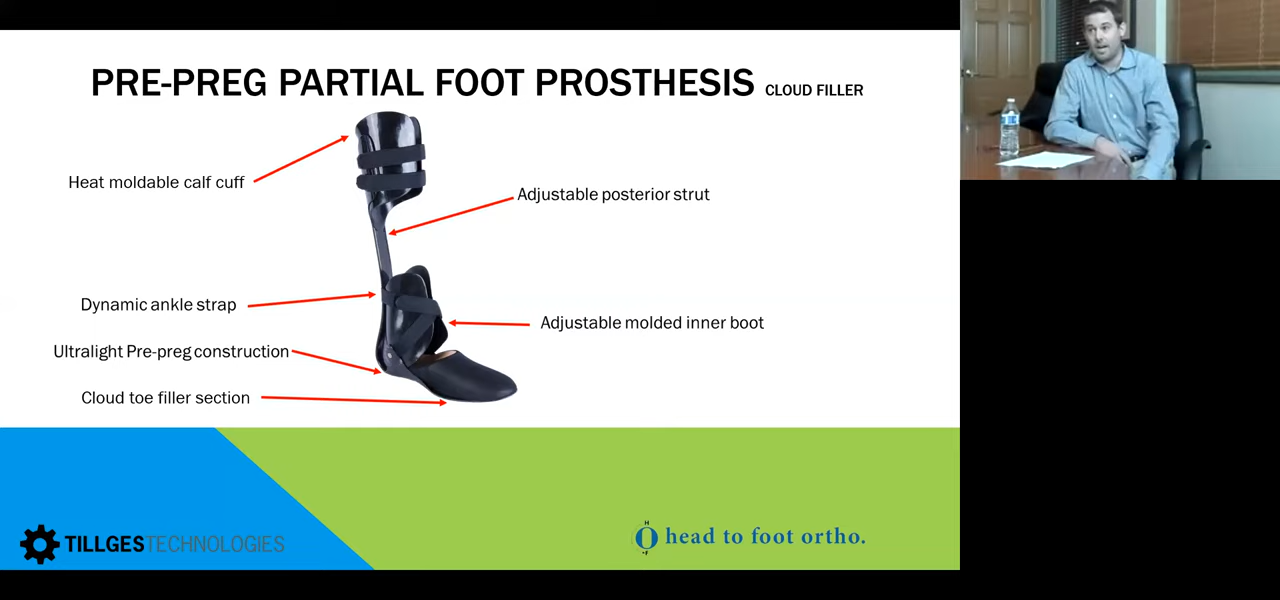 PRE-PREG PARTIAL FOOT PROSTHESIS CLOUD FILLER
Heat moldable calf cuff
Adjustable posterior strut
Dynamic ankle strap
Adjustable molded inner boot
Ultralight Pre-preg construction
Cloud toe filler section
TILLGESTECHNOLOGIES
H
F
head to foot ortho.